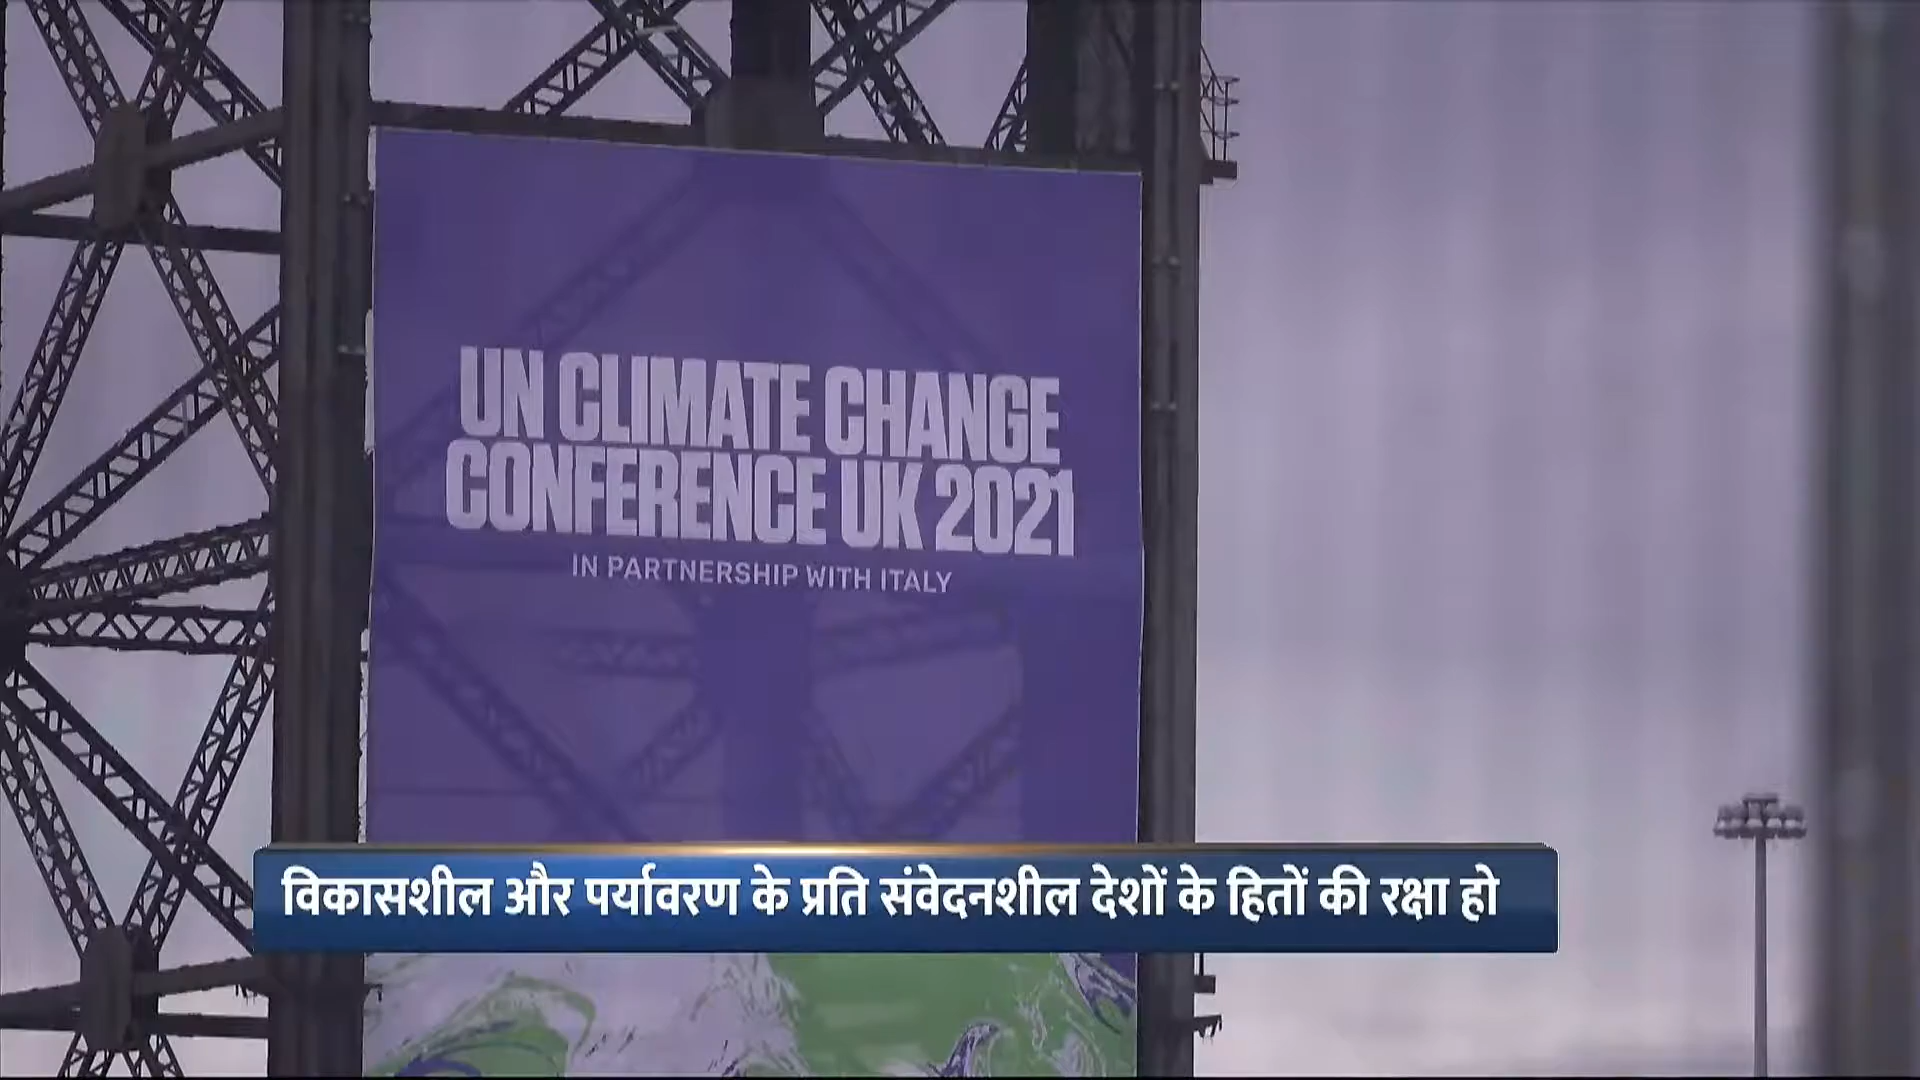 UN CLIMATE CHANGE
CONFERENCE UK 2021
IN PARTNERSHIP WITH ITALY
विकासशील और पर्यावरण के प्रति संवेदनशील देशों के हितों की रक्षा हो